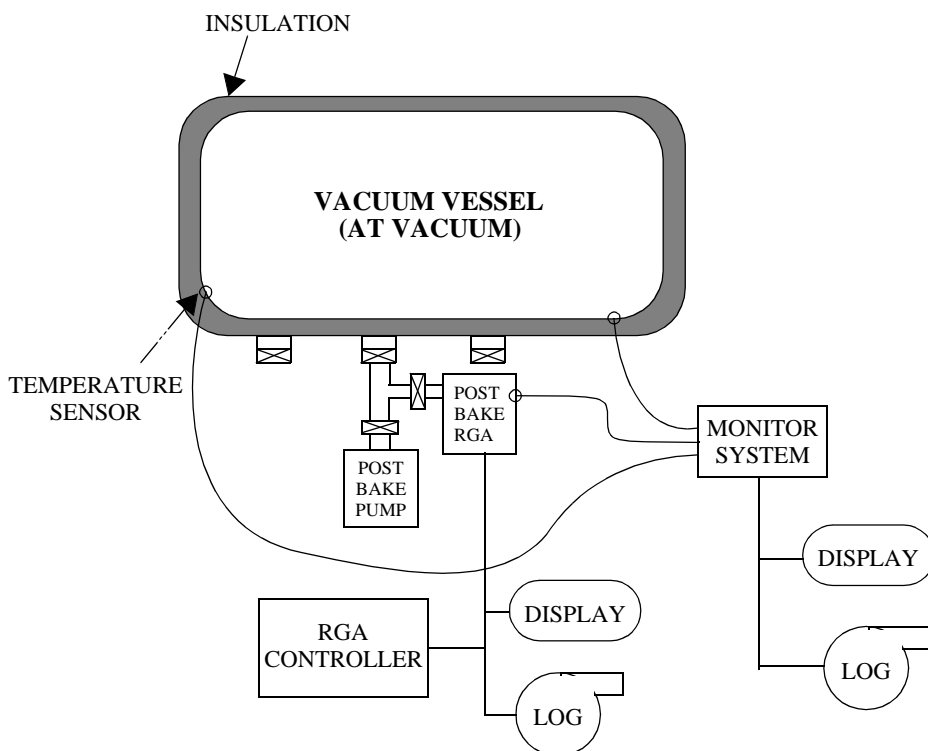 INSULATION
VACUUM VESSEL
(AT VACUUM)
TEMPERATURE
SENSOR
POST
BAKE
RGA
MONITOR
SYSTEM
POST
BAKE
PUMP
DISPLAY
DISPLAY
RGA
CONTROLLER
LOG
LOG